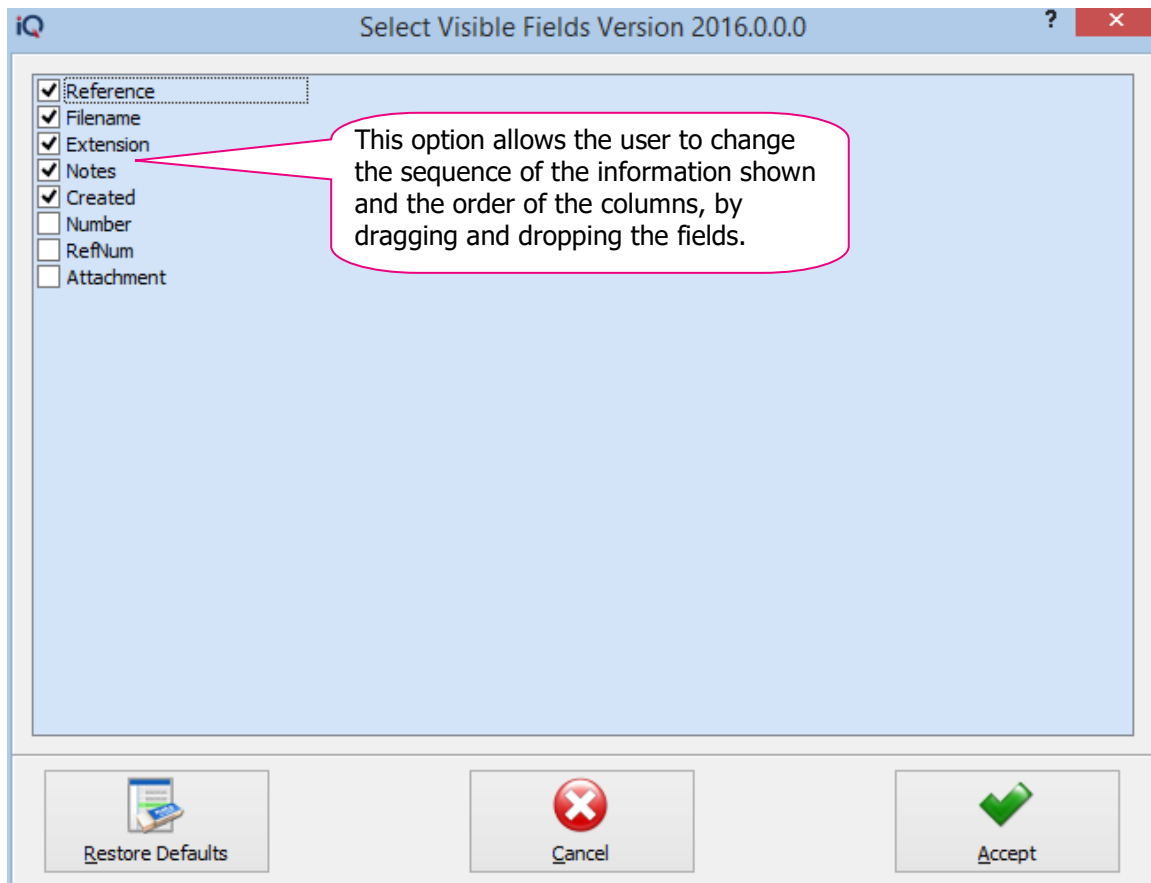 iQ
Select Visible Fields Version 2016.0.0.0
?
Reference
Filename
Extension
Notes
Created
Number
RefNum
Attachment
This option allows the user to change
the sequence of the information shown
and the order of the columns, by
dragging and dropping the fields.
Restore Defaults
Cancel
Accept